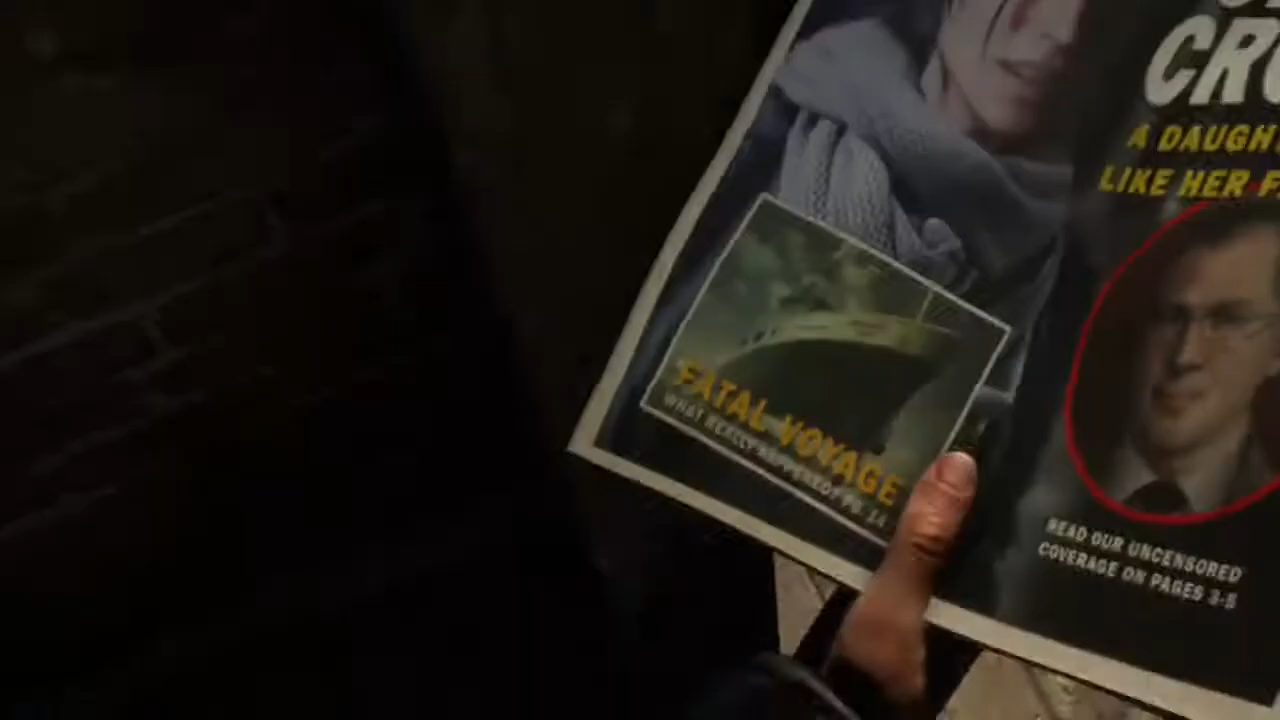 CR
A DAUGH
LIKE HER F
FATAL VOYAGE
WHAT REALLY HAPPENED? PG. 14
READ OUR UNCENSORED
COVERAGE ON PAGES 3-5